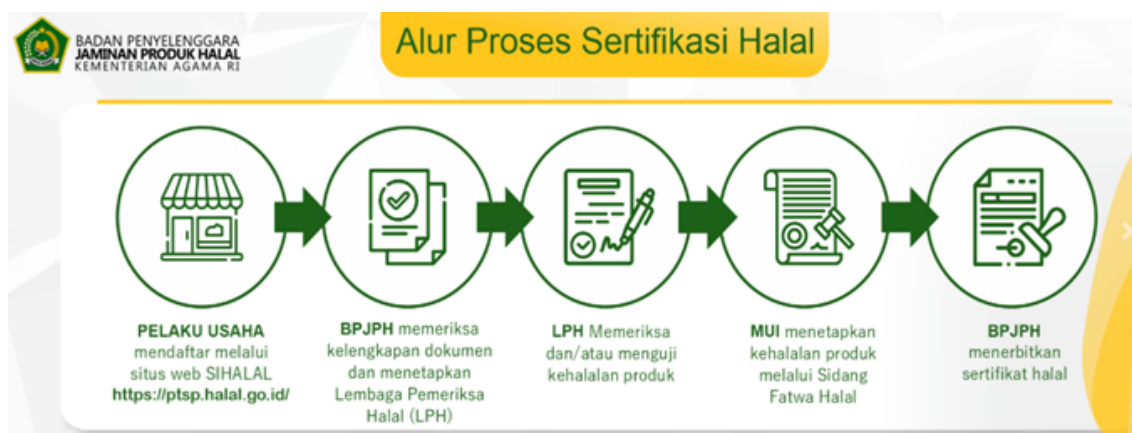 BADAN PENYELENGGARA
JAMINAN PRODUK HALAL
KEMENTERIAN AGAMA RI
Alur Proses Sertifikasi Halal
PELAKU USAHA
mendaftar melalui
situs web SIHALAL
https://ptsp.halal.go.id/
BPJPH memeriksa
kelengkapan dokumen
dan menetapkan
Lembaga Pemeriksa
Halal (LPH)
LPH Memeriksa
dan/atau menguji
kehalalan produk
MUI menetapkan
kehalalan produk
melalui Sidang
Fatwa Halal
BPJPH
menerbitkan
sertifikat halal